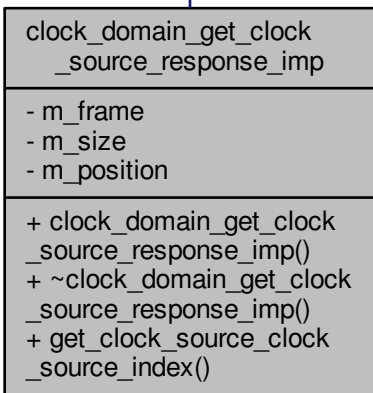 clock_domain_get_clock
_source_response_imp
- m_frame
- m_size
- m_position
+ clock_domain_get_clock
_source_response_imp()
+ ~clock_domain_get_clock
_source_response_imp()
+ get_clock_source_clock
_source_index()